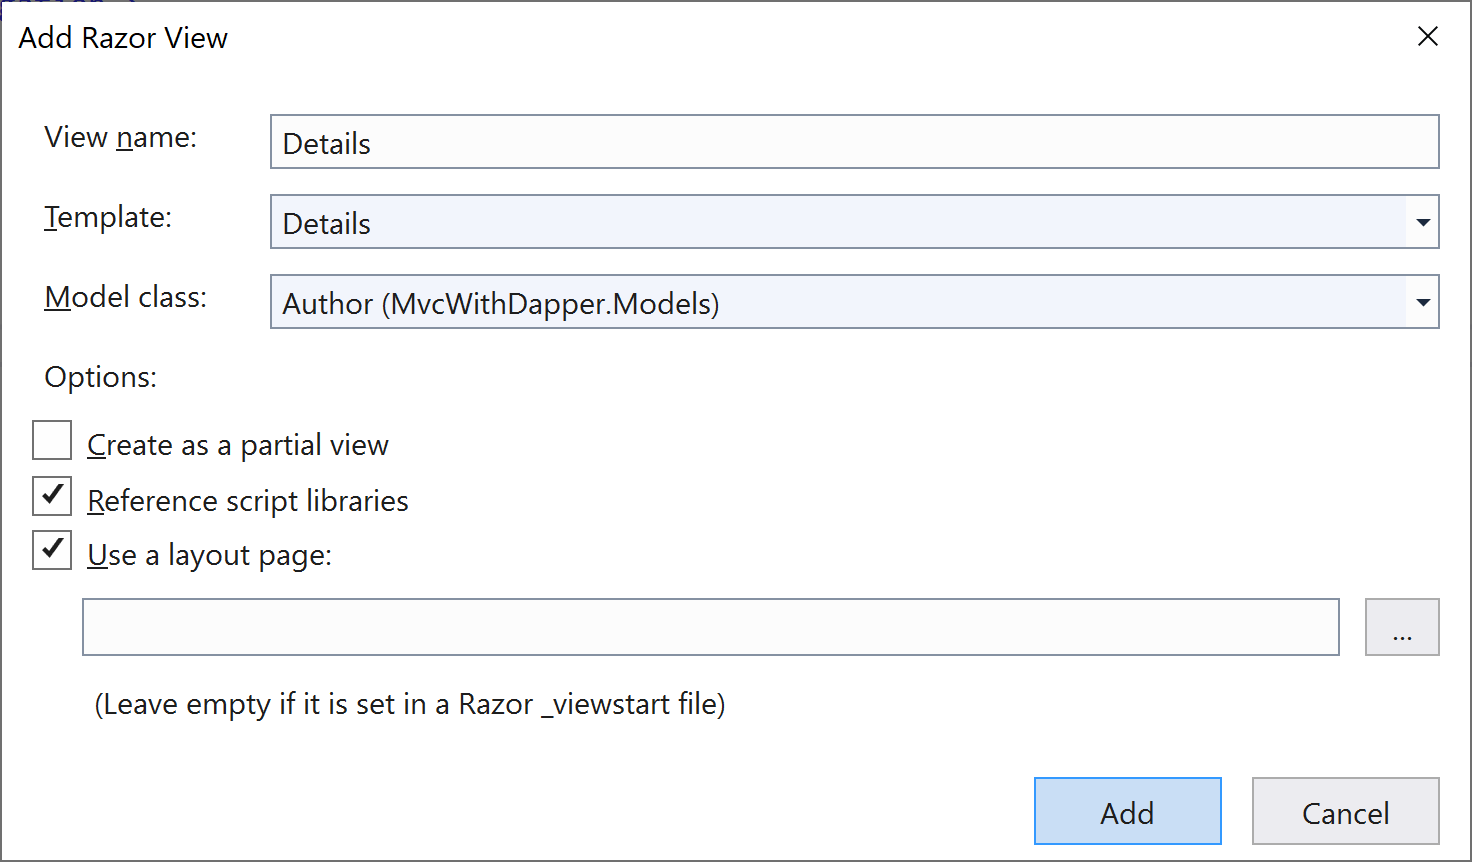 Add Razor View
View name:
Details
Template:
Details
Model class:
Author (MvcWithDapper.Models)
Options:
Create as a partial view
Reference script libraries
Use a layout page:
...
(Leave empty if it is set in a Razor _viewstart file)
Add
Cancel